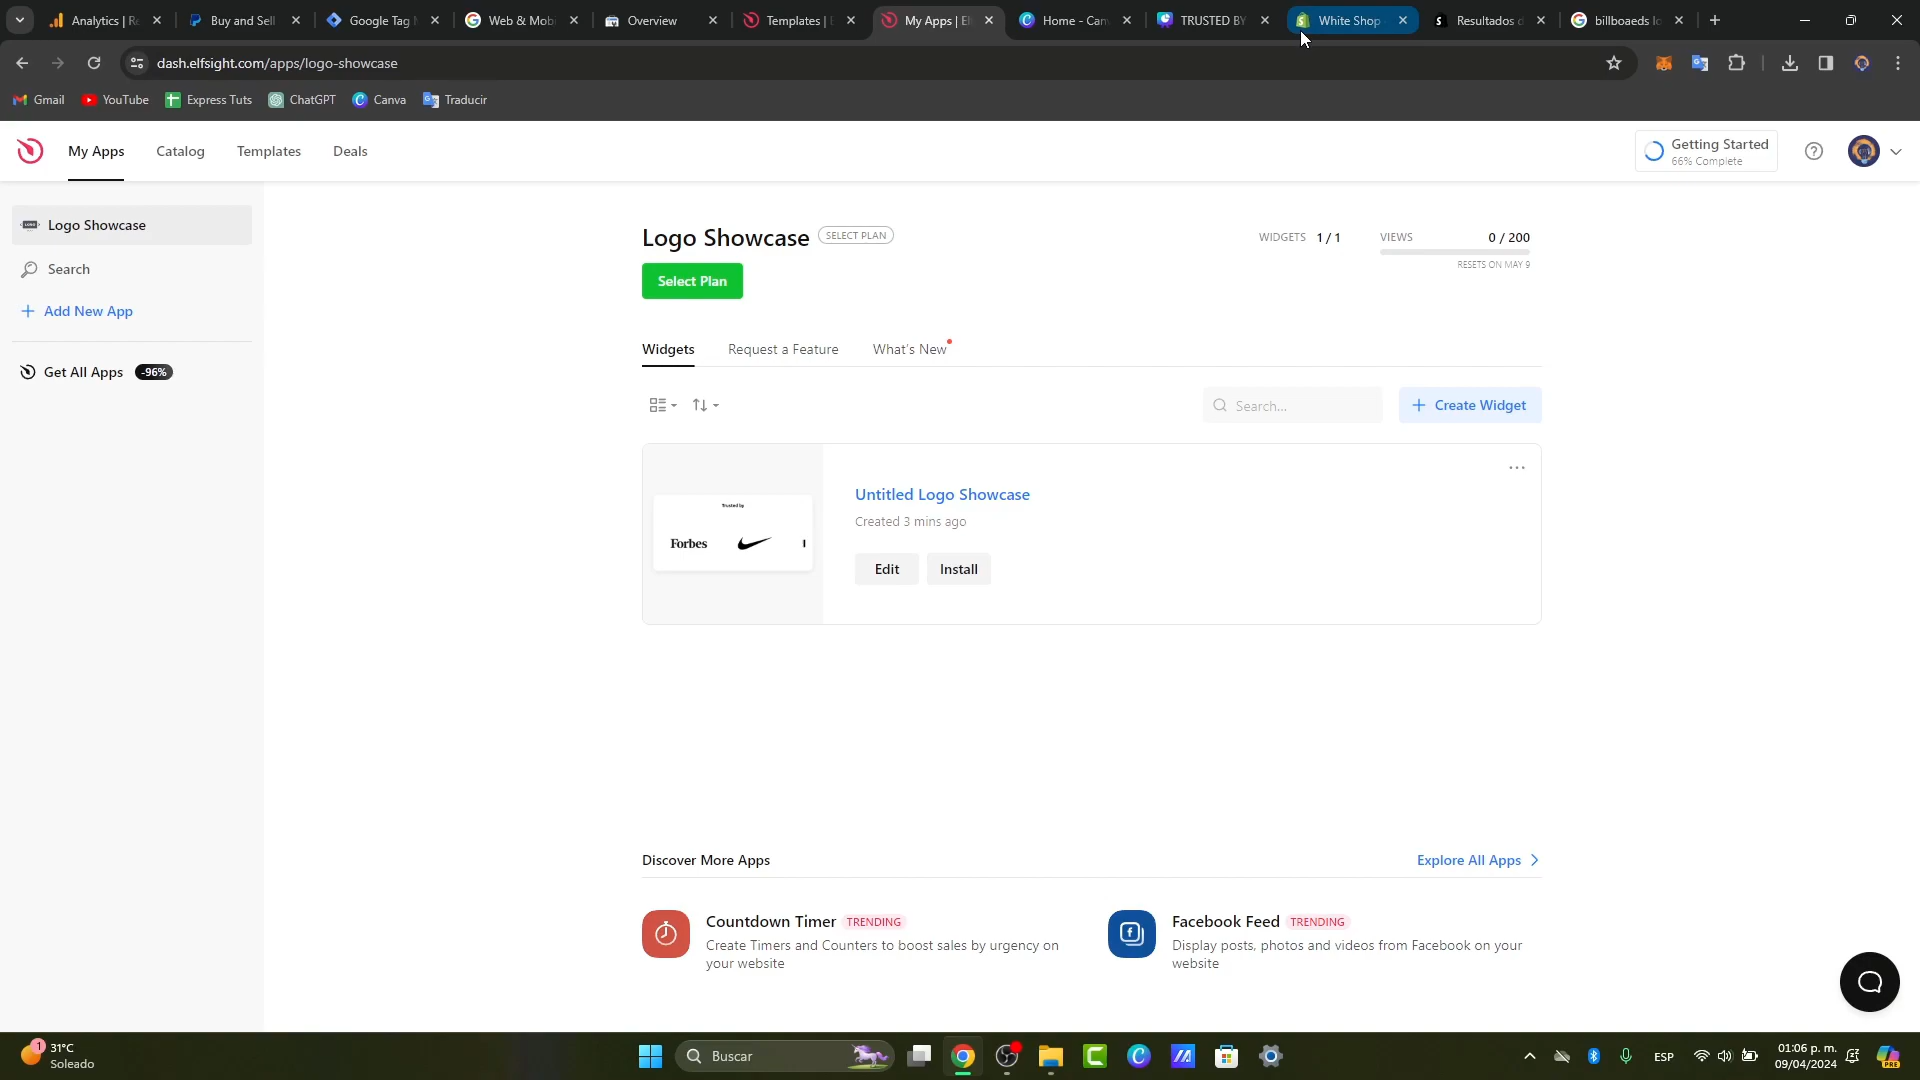 Analytics | Re
Buy and Sell
Google Tag M
Web & Mobi
Overview
Templates | E
My Apps | El
Home - Can
TRUSTED BY
White Shop
Resultados d
billboaeds lo
dash.elfsight.com/apps/logo-showcase
Gmail
YouTube
Express Tuts
ChatGPT
Canva
Traducir
My Apps
Catalog
Templates
Deals
Getting Started
66% Complete
Logo Showcase
Search
Add New App
Get All Apps -96%
Logo Showcase SELECT PLAN
Select Plan
WIDGETS 1 / 1
VIEWS 0 / 200
RESETS ON MAY 9
Widgets
Request a Feature
What's New
Search...
Create Widget
Trusted by
Forbes
Untitled Logo Showcase
Created 3 mins ago
Edit
Install
Discover More Apps
Explore All Apps
Countdown Timer TRENDING
Create Timers and Counters to boost sales by urgency on
your website
Facebook Feed TRENDING
Display posts, photos and videos from Facebook on your
website
1
31°C
Soleado
Buscar
ESP
01:06 p. m.
09/04/2024
PRE